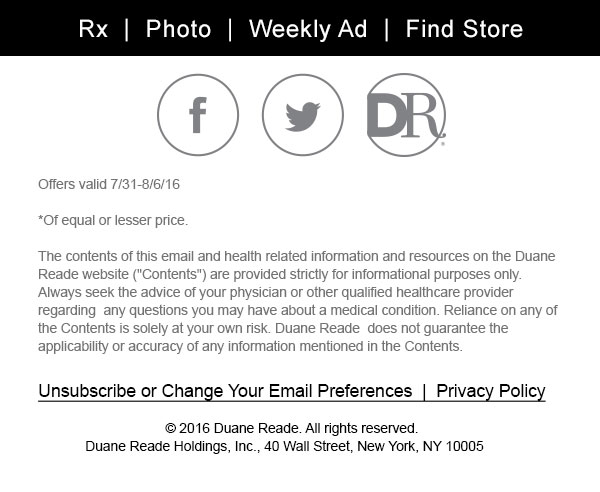 Rx | Photo | Weekly Ad | Find Store
f DR®
Offers valid 7/31-8/6/16
*Of equal or lesser price.
The contents of this email and health related information and resources on the Duane
Reade website ("Contents") are provided strictly for informational purposes only.
Always seek the advice of your physician or other qualified healthcare provider
regarding any questions you may have about a medical condition. Reliance on any of
the Contents is solely at your own risk. Duane Reade does not guarantee the
applicability or accuracy of any information mentioned in the Contents.
Unsubscribe or Change Your Email Preferences | Privacy Policy
© 2016 Duane Reade. All rights reserved.
Duane Reade Holdings, Inc., 40 Wall Street, New York, NY 10005